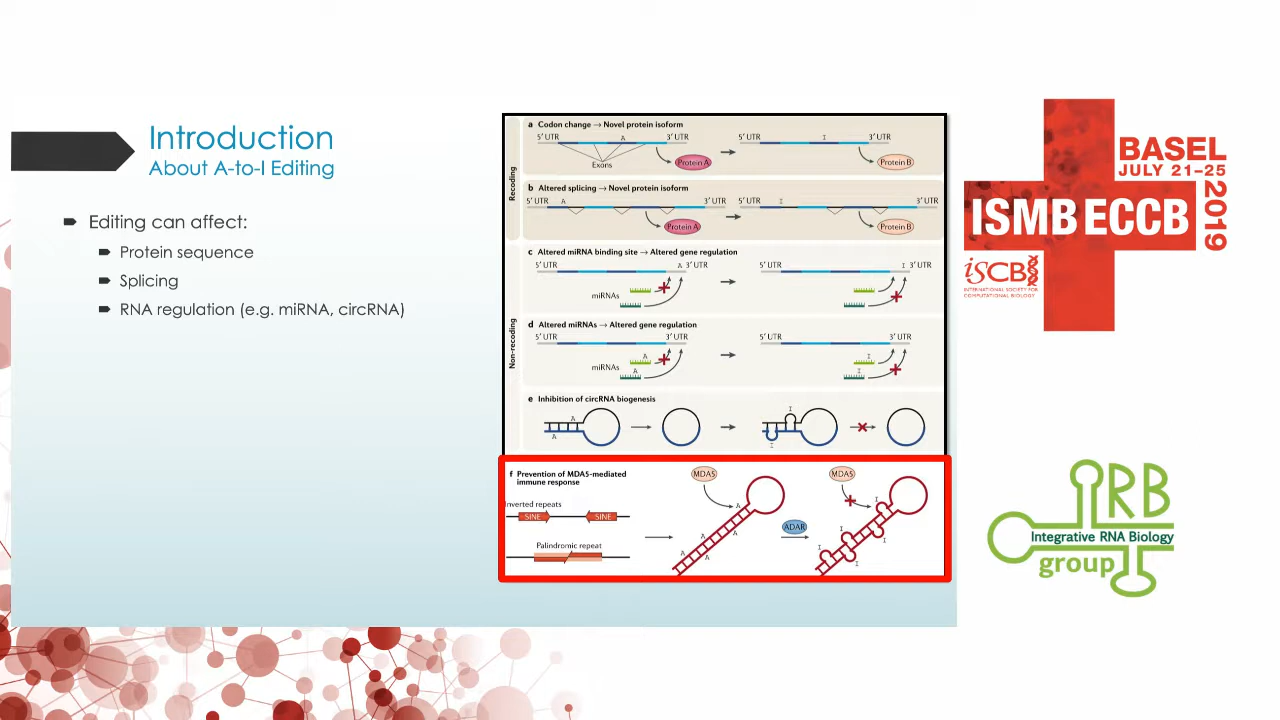 Introduction
About A-to-I Editing
Editing can affect:
Protein sequence
Splicing
RNA regulation (e.g. miRNA, circRNA)
Recoding
a Codon change → Novel protein isoform
5′ UTR A 3′ UTR 5′ UTR I 3′ UTR
Exons Protein A Protein B
b Altered splicing → Novel protein isoform
5′ UTR A 3′ UTR 5′ UTR I 3′ UTR
Protein A Protein B
Non-recoding
c Altered miRNA binding site → Altered gene regulation
5′ UTR A 3′ UTR 5′ UTR I 3′ UTR
miRNAs
d Altered miRNAs → Altered gene regulation
5′ UTR 3′ UTR 5′ UTR 3′ UTR
A I
miRNAs
A I
e Inhibition of circRNA biogenesis
A I
A I
f Prevention of MDA5-mediated
immune response
MDA5 MDA5
Inverted repeats A I
SINE SINE
ADAR
A I I
Palindromic repeat
A I I
A
BASEL
JULY 21–25
2019
ISMB ECCB
ISCB
INTERNATIONAL SOCIETY FOR
COMPUTATIONAL BIOLOGY
IRB
Integrative RNA Biology
group